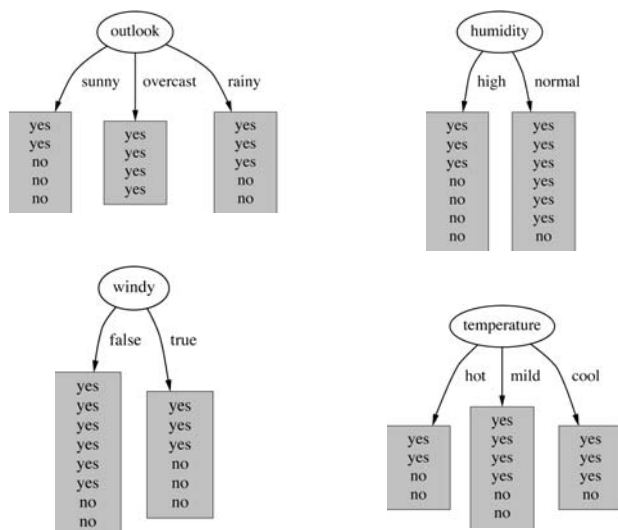 outlook
sunny
overcast
rainy
yes
yes
no
no
no
yes
yes
yes
yes
yes
yes
yes
no
no
humidity
high
normal
yes
yes
yes
no
no
no
no
yes
yes
yes
yes
yes
yes
no
windy
false
true
yes
yes
yes
yes
yes
yes
no
no
yes
yes
yes
no
no
no
temperature
hot
mild
cool
yes
yes
no
no
yes
yes
yes
yes
no
no
yes
yes
yes
no